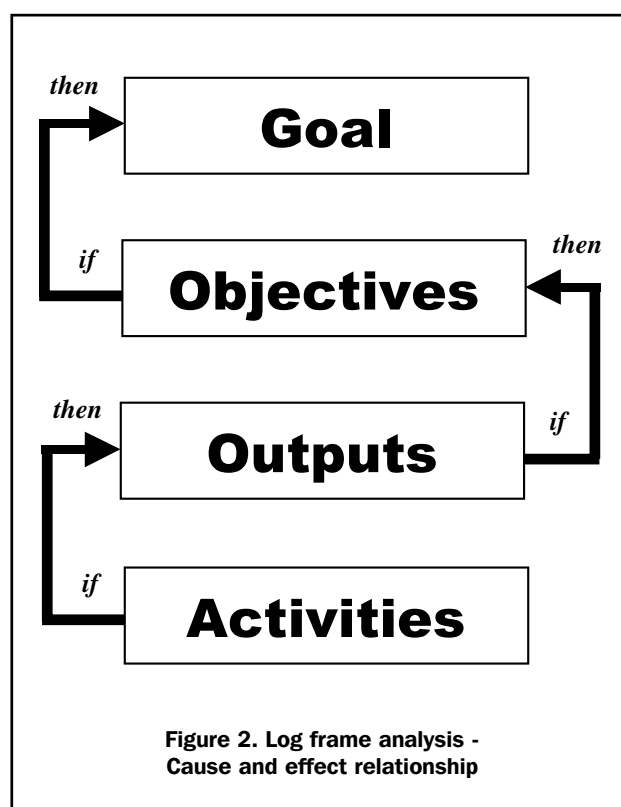 then
Goal
if
then
Objectives
then
if
Outputs
if
Activities
Figure 2. Log frame analysis -
Cause and effect relationship